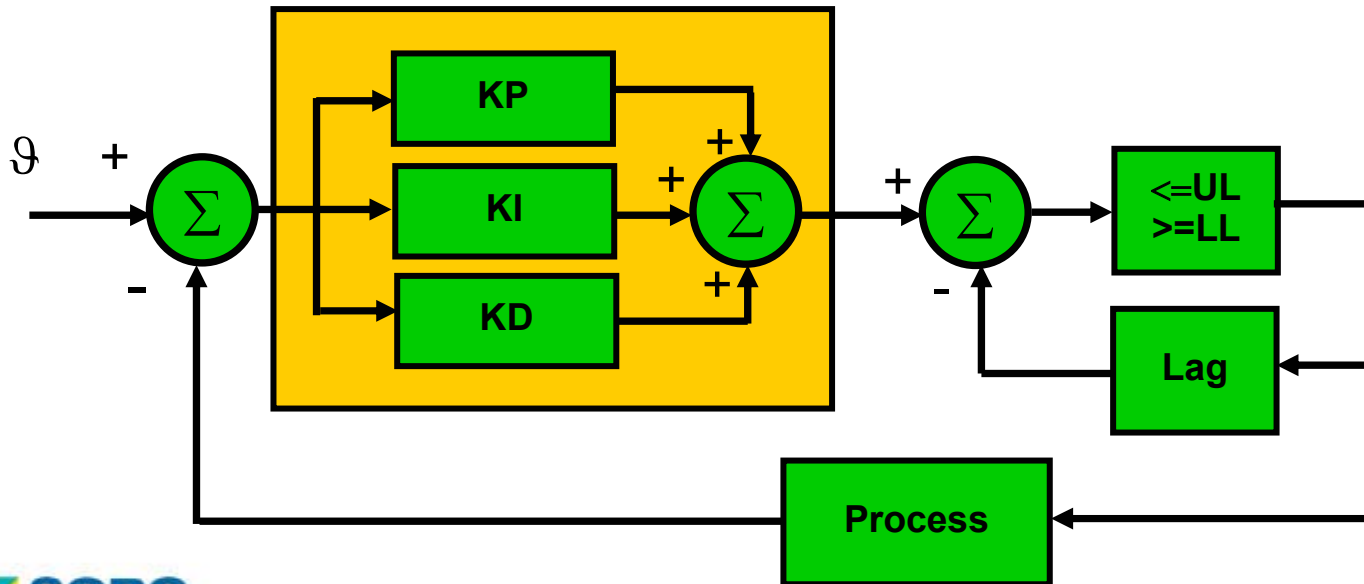 KP
ϑ + + + <=UL
Σ KI + Σ + Σ >=LL
- KD + -
Lag
Process